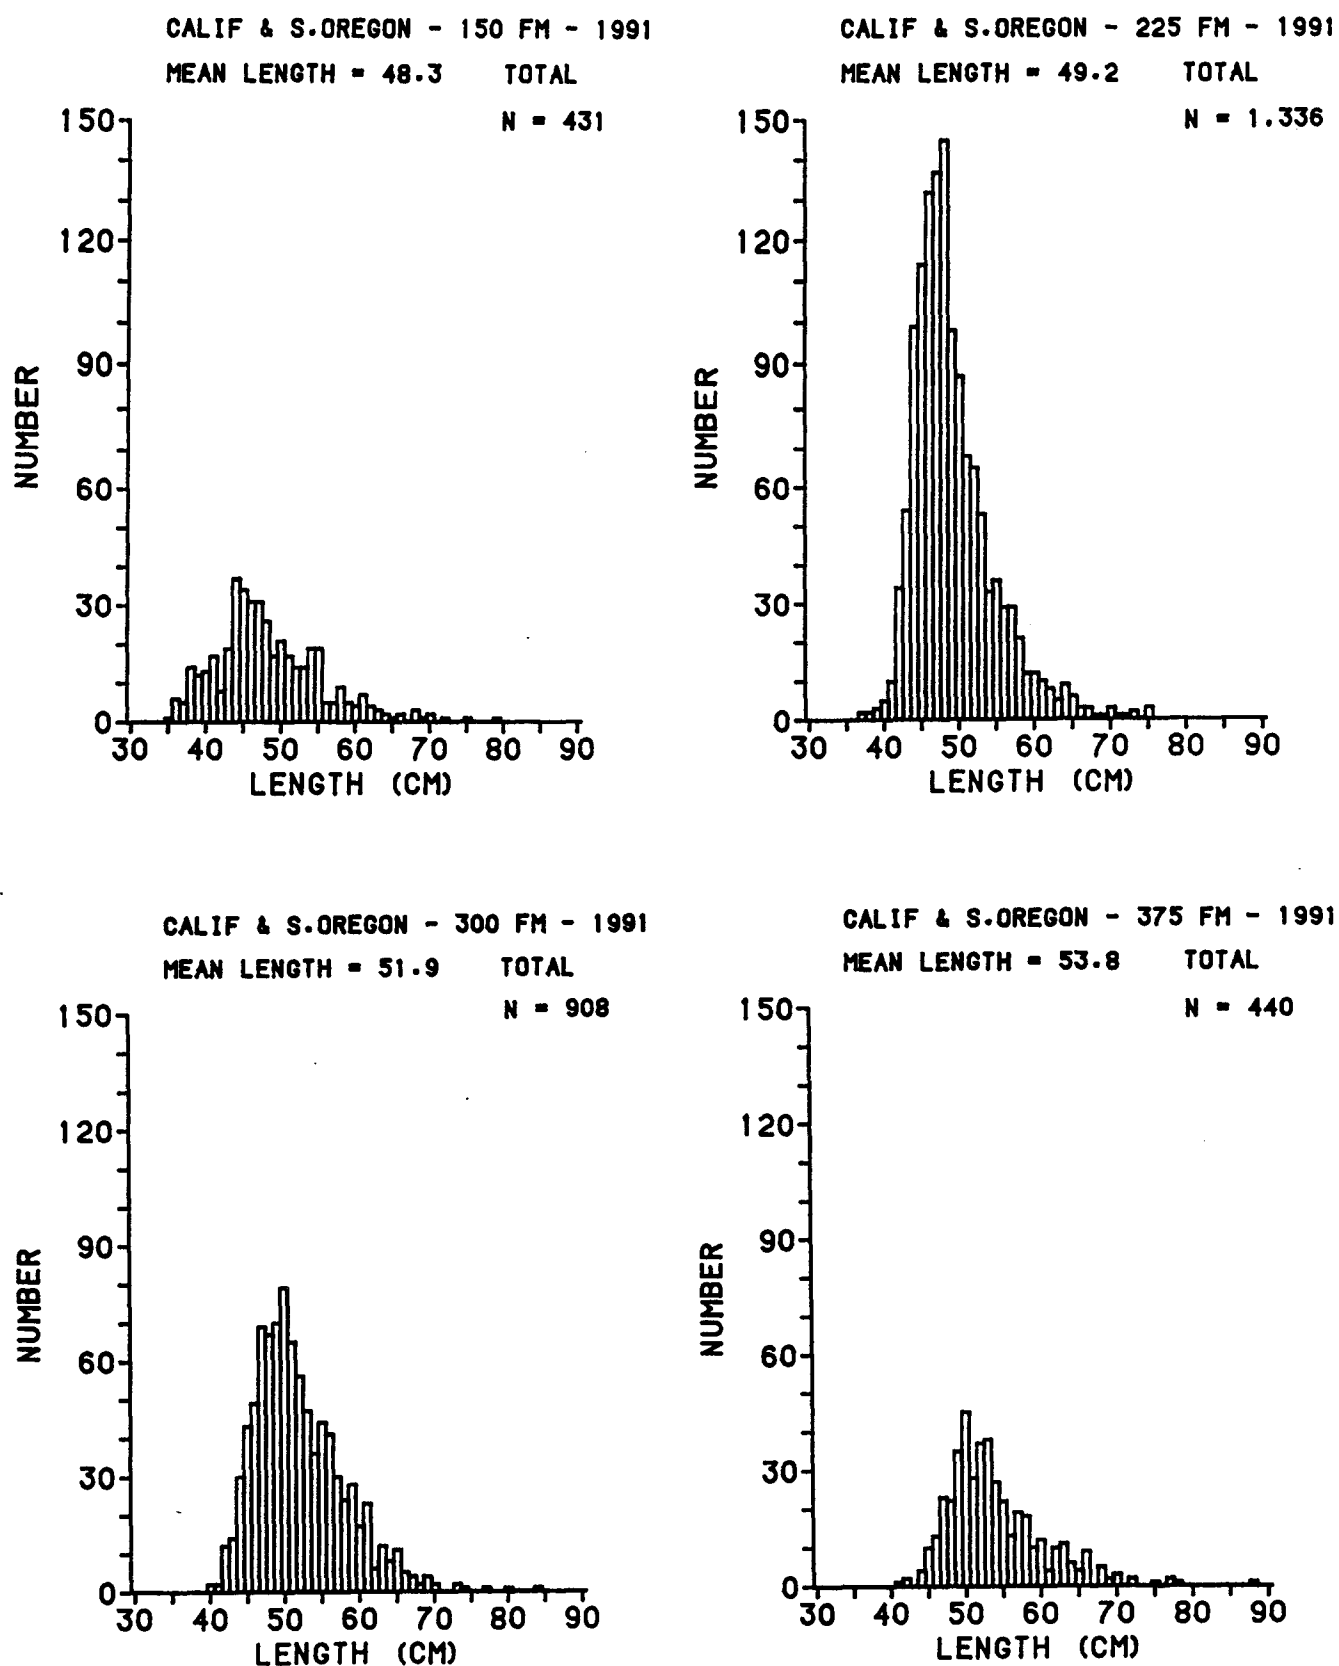 CALIF & S.OREGON - 150 FM - 1991
MEAN LENGTH = 48.3 TOTAL
N = 431
150
120
90
60
30
0
NUMBER
30 40 50 60 70 80 90
LENGTH (CM)
CALIF & S.OREGON - 225 FM - 1991
MEAN LENGTH = 49.2 TOTAL
N = 1.336
150
120
90
60
30
0
NUMBER
30 40 50 60 70 80 90
LENGTH (CM)
CALIF & S.OREGON - 300 FM - 1991
MEAN LENGTH = 51.9 TOTAL
N = 908
150
120
90
60
30
0
NUMBER
30 40 50 60 70 80 90
LENGTH (CM)
CALIF & S.OREGON - 375 FM - 1991
MEAN LENGTH = 53.8 TOTAL
N = 440
150
120
90
60
30
0
NUMBER
30 40 50 60 70 80 90
LENGTH (CM)